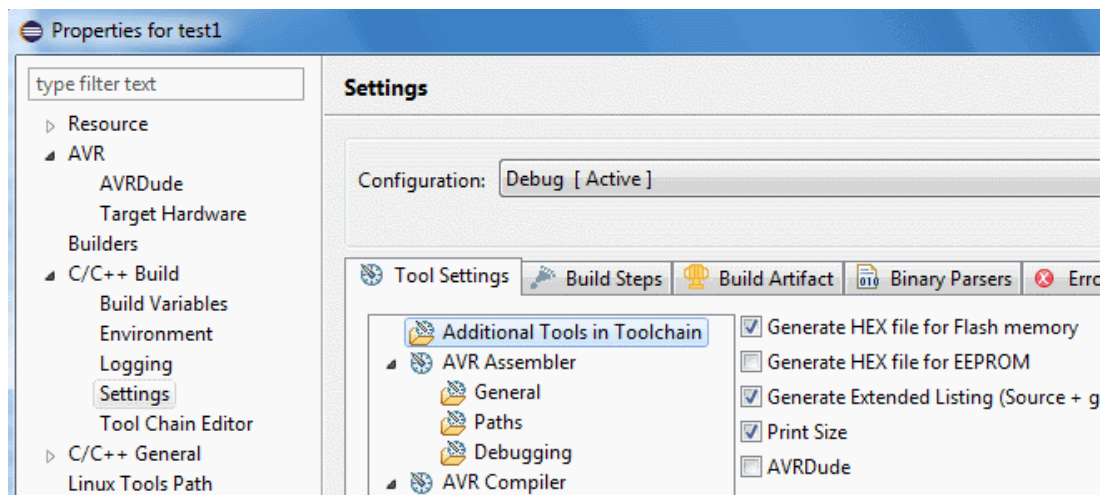 Properties for test1
type filter text
Resource
AVR
AVRDude
Target Hardware
Builders
C/C++ Build
Build Variables
Environment
Logging
Settings
Tool Chain Editor
C/C++ General
Linux Tools Path
Settings
Configuration: Debug [ Active ]
Tool Settings Build Steps Build Artifact Binary Parsers
Additional Tools in Toolchain
AVR Assembler
General
Paths
Debugging
AVR Compiler
Generate HEX file for Flash memory
Generate HEX file for EEPROM
Generate Extended Listing (Source + g
Print Size
AVRDude